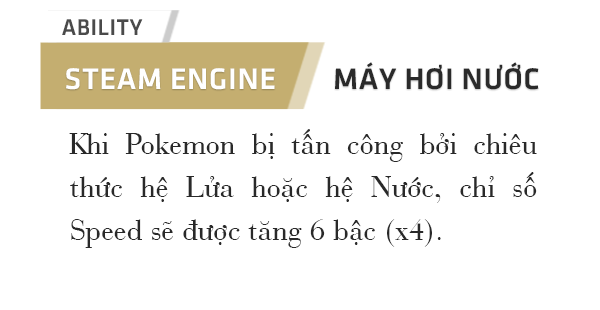 ABILITY
STEAM ENGINE MÁY HƠI NƯỚC
Khi Pokemon bị tấn công bởi chiêu
thức hệ Lửa hoặc hệ Nước, chỉ số
Speed sẽ được tăng 6 bậc (x4).